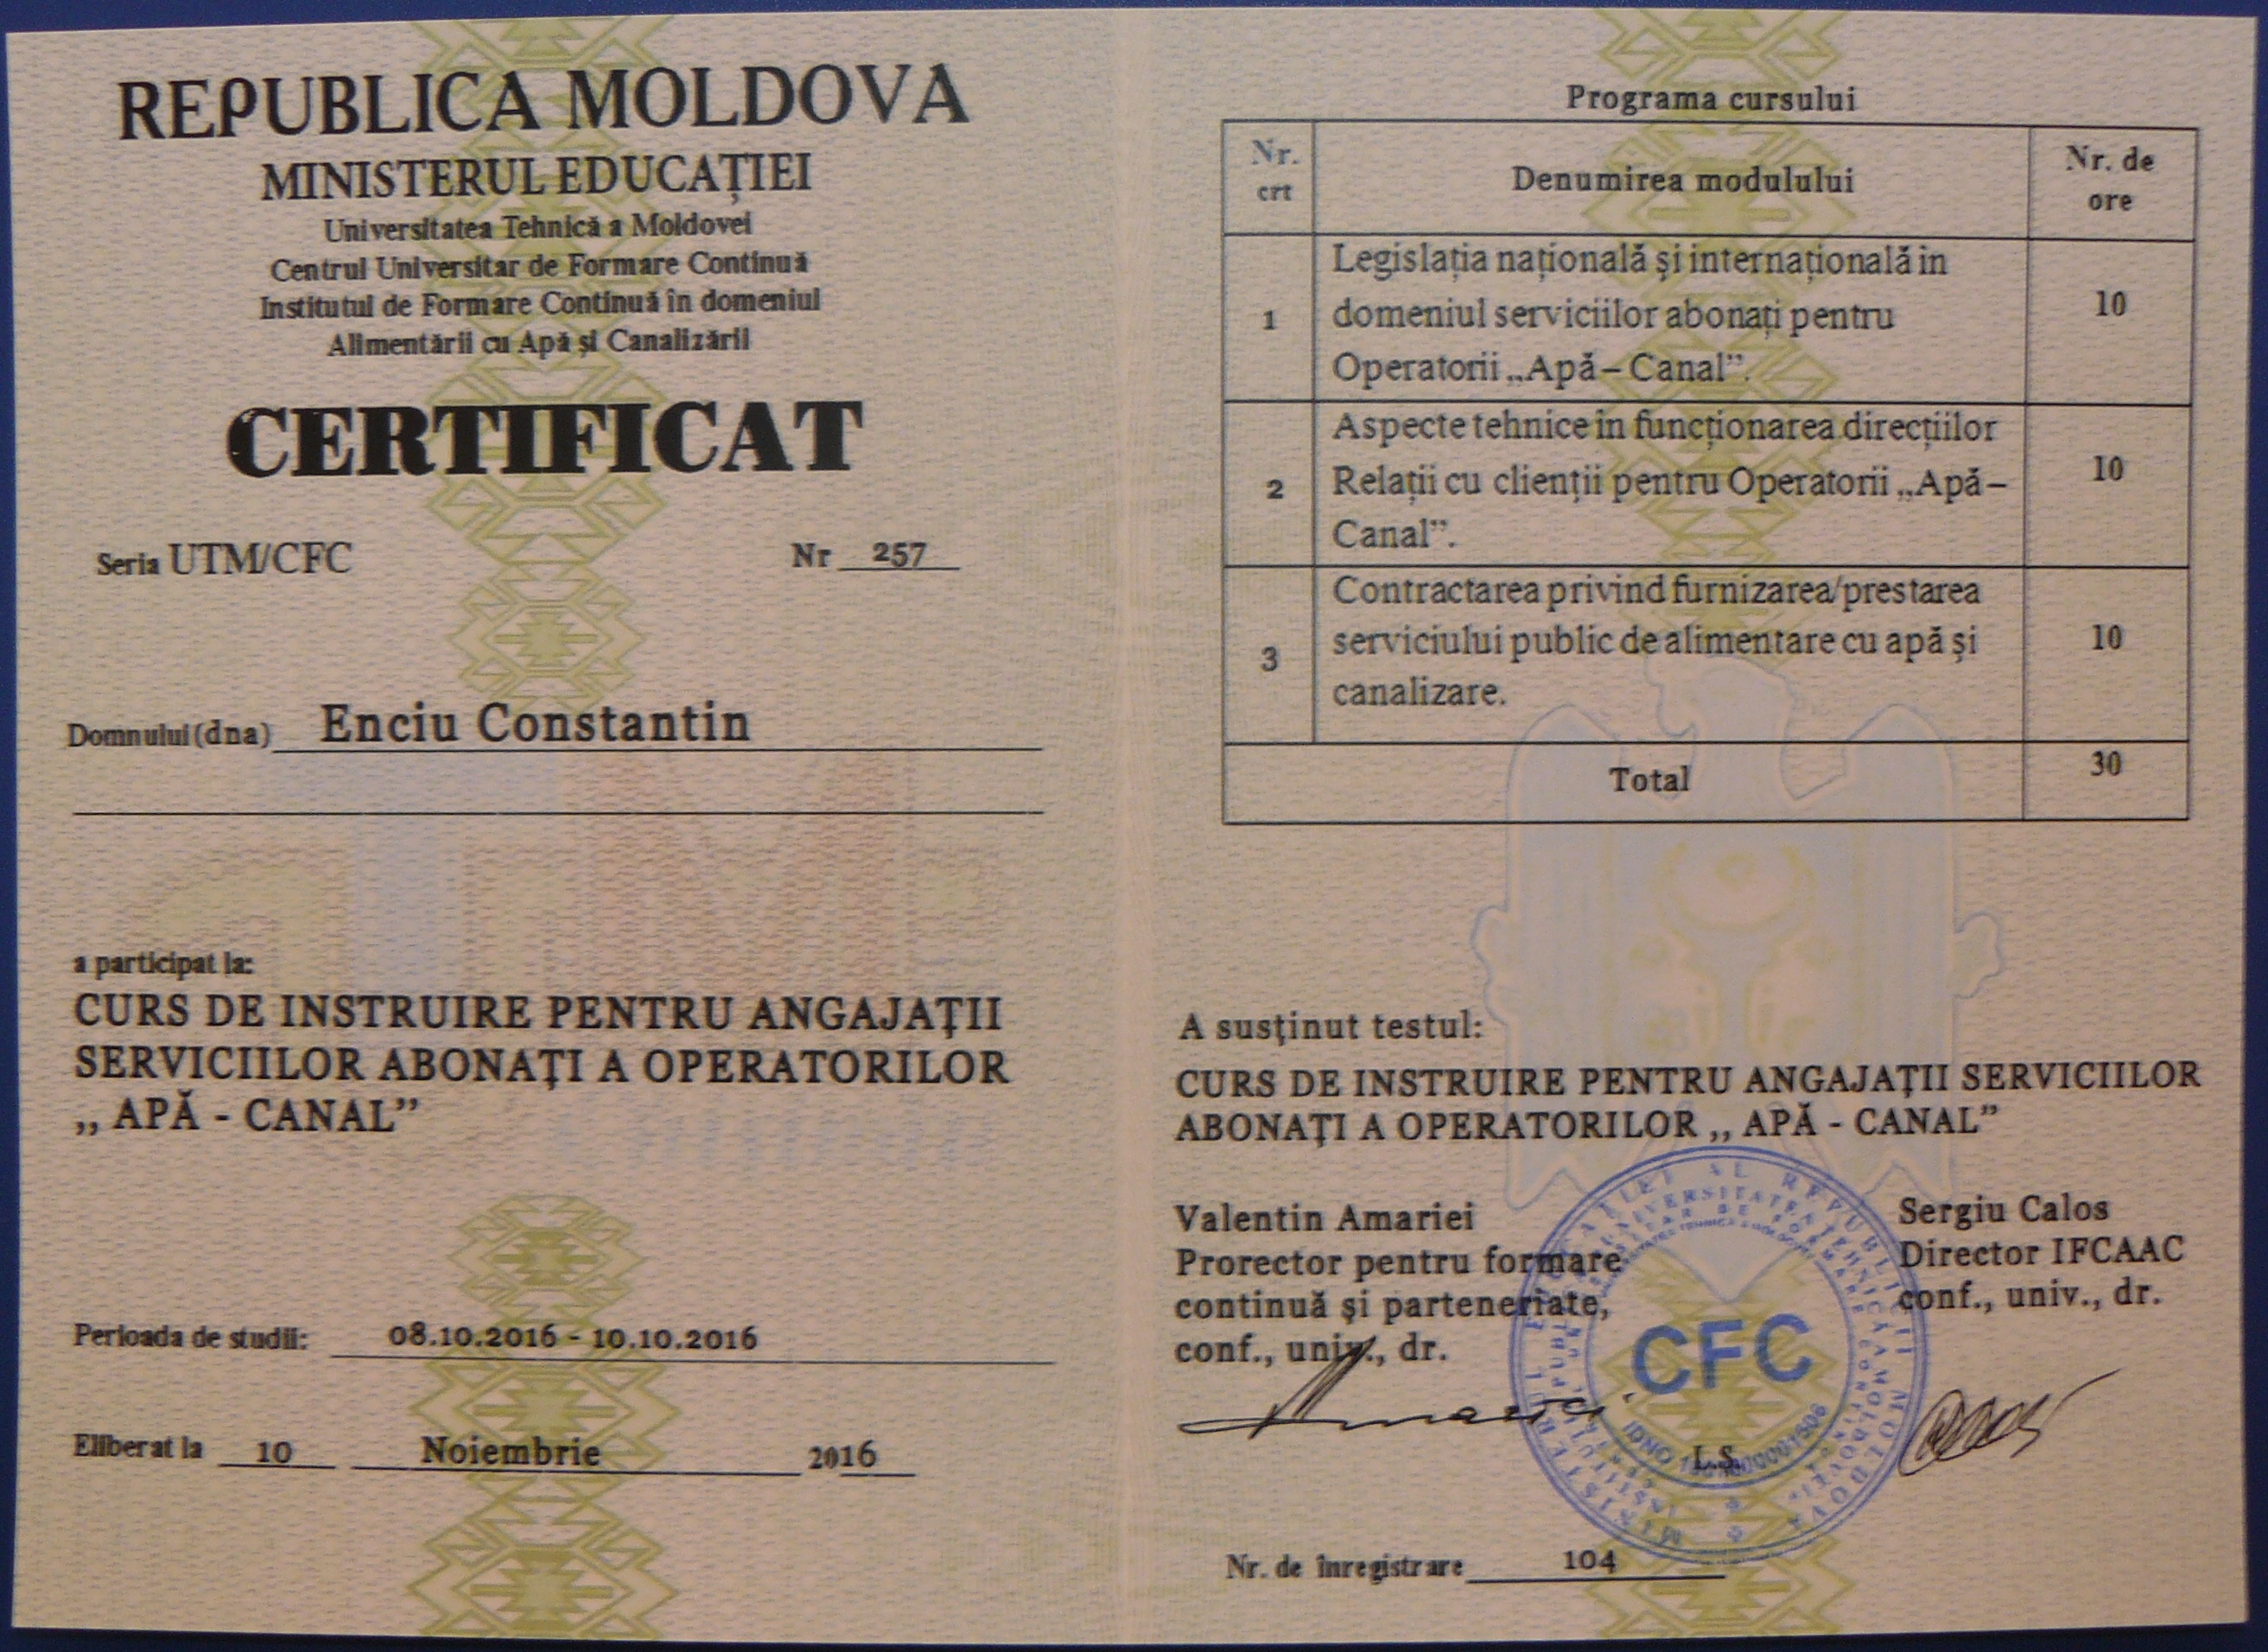 REPUBLICA MOLDOVA
MINISTERUL EDUCAȚIEI
Universitatea Tehnică a Moldovei
Centrul Universitar de Formare Continuă
Institutul de Formare Continuă în domeniul
Alimentării cu Apă și Canalizării
CERTIFICAT
Seria UTM/CFC Nr 257
Domnului (dna) Enciu Constantin
a participat la:
CURS DE INSTRUIRE PENTRU ANGAJAȚII
SERVICIILOR ABONAȚI A OPERATORILOR
,, APĂ - CANAL”
Perioada de studii: 08.10.2016 - 10.10.2016
Eliberat la 10 Noiembrie 2016
Programa cursului
Nr. crt
Denumirea modulului
Nr. de ore
1
Legislația națională și internațională in
domeniul serviciilor abonați pentru
Operatorii „Apă – Canal”.
10
2
Aspecte tehnice in funcționarea direcțiilor
Relații cu clienții pentru Operatorii „Apă –
Canal”.
10
3
Contractarea privind furnizarea/prestarea
serviciului public de alimentare cu apă și
canalizare.
10
Total 30
A susținut testul:
CURS DE INSTRUIRE PENTRU ANGAJAȚII SERVICIILOR
ABONAȚI A OPERATORILOR ,, APĂ - CANAL”
Valentin Amariei
Prorector pentru formare
continuă și parteneriate,
conf., univ., dr.
Sergiu Calos
Director IFCAAC
conf., univ., dr.
CFC
L.S.
Nr. de înregistrare 104